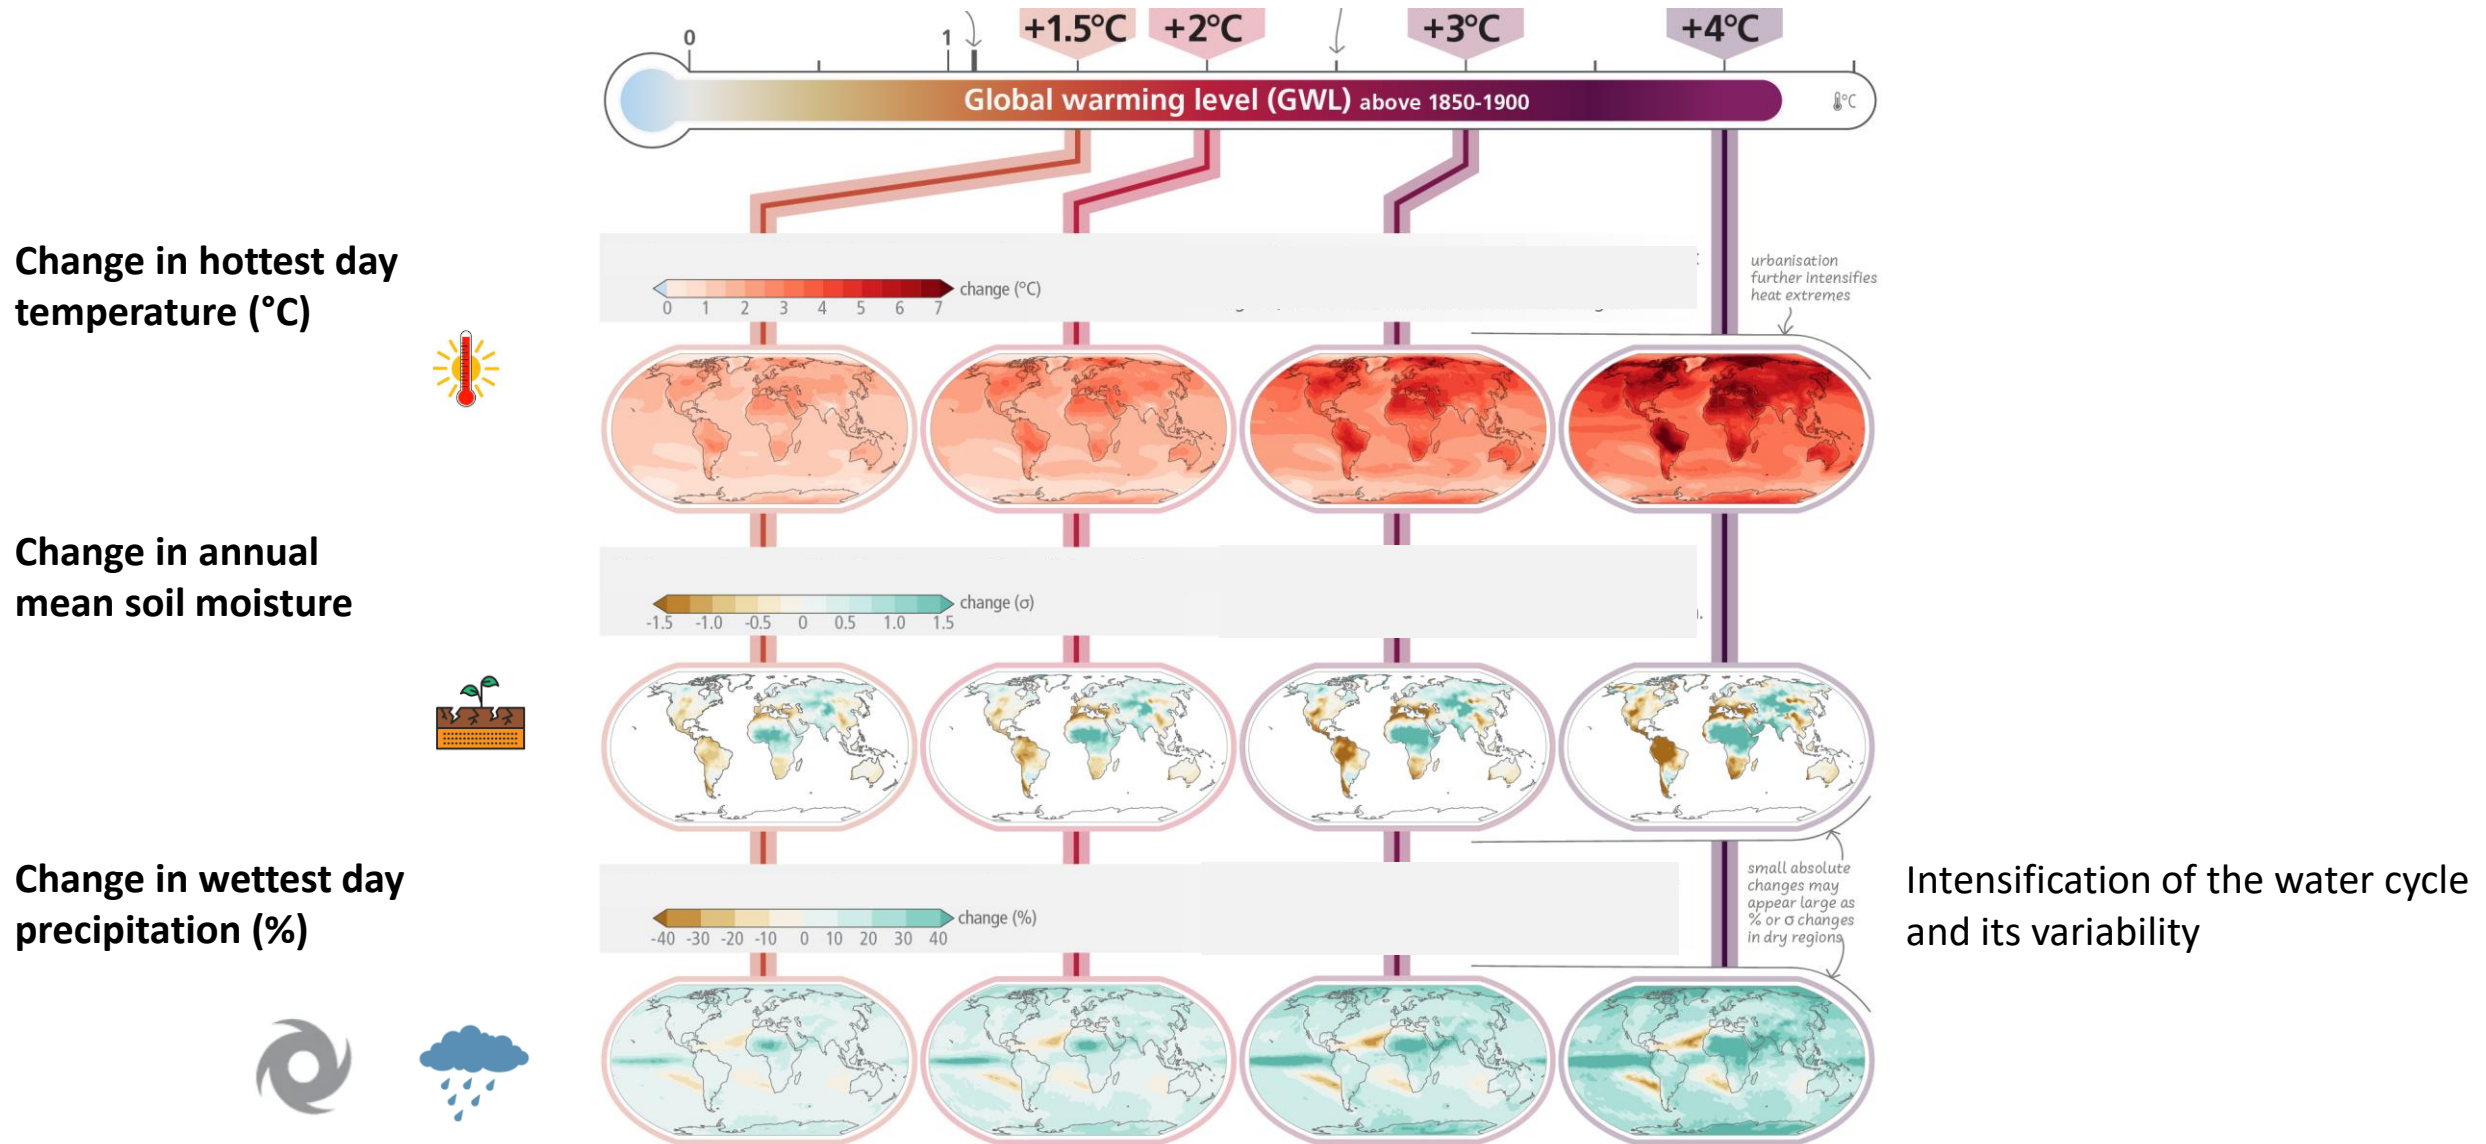 +1.5°C +2°C +3°C +4°C
0 1
Global warming level (GWL) above 1850-1900
°C
Change in hottest day
temperature (°C)
change (°C)
0 1 2 3 4 5 6 7
urbanisation
further intensifies
heat extremes
Change in annual
mean soil moisture
change (σ)
-1.5 -1.0 -0.5 0 0.5 1.0 1.5
Change in wettest day
precipitation (%)
change (%)
-40 -30 -20 -10 0 10 20 30 40
small absolute
changes may
appear large as
% or σ changes
in dry regions
Intensification of the water cycle
and its variability